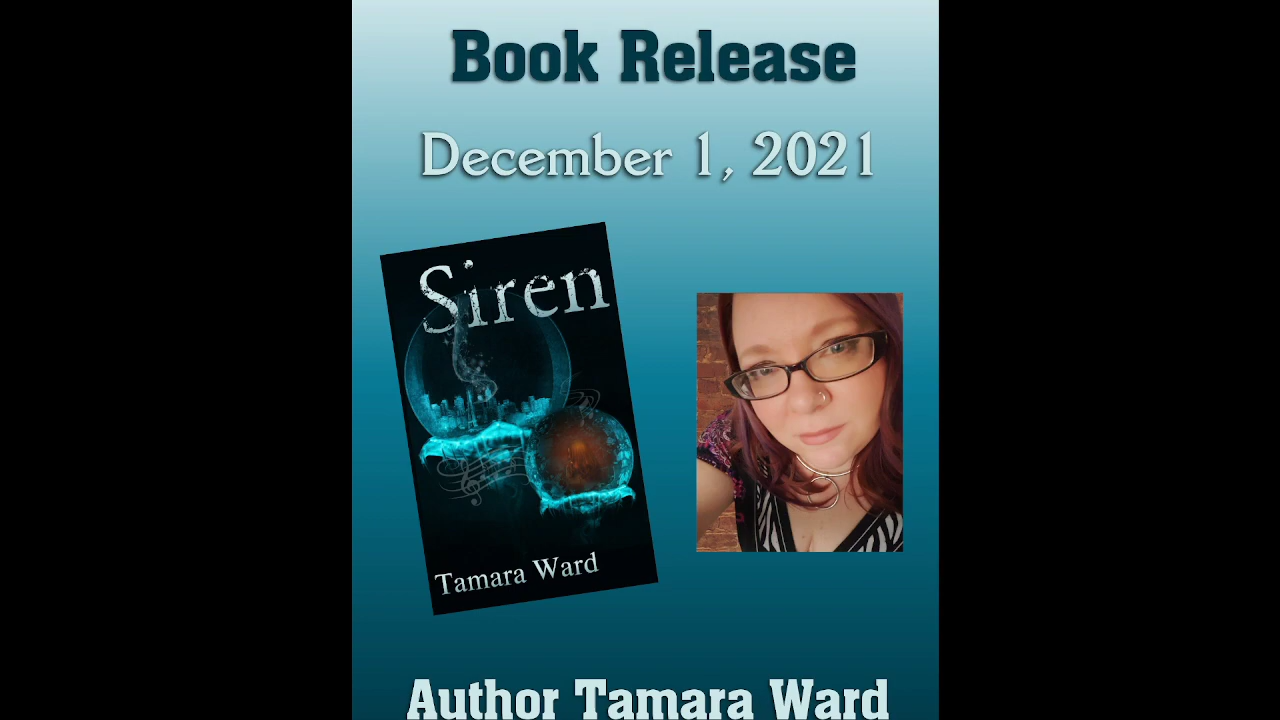 Book Release
December 1, 2021
Siren
Tamara Ward
Author Tamara Ward